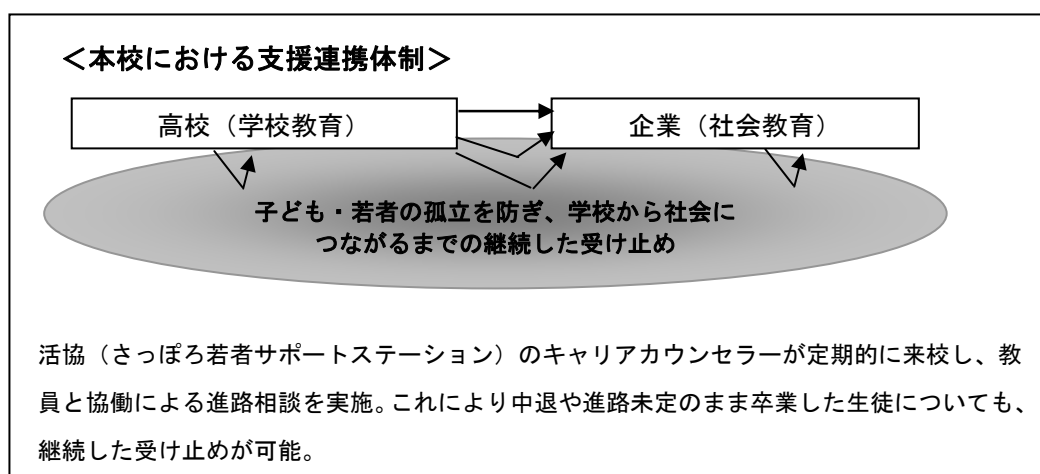 ＜本校における支援連携体制＞
高校（学校教育）
企業（社会教育）
子ども・若者の孤立を防ぎ、学校から社会に
つながるまでの継続した受け止め
活協（さっぽろ若者サポートステーション）のキャリアカウンセラーが定期的に来校し、教
員と協働による進路相談を実施。これにより中退や進路未定のまま卒業した生徒についても、
継続した受け止めが可能。